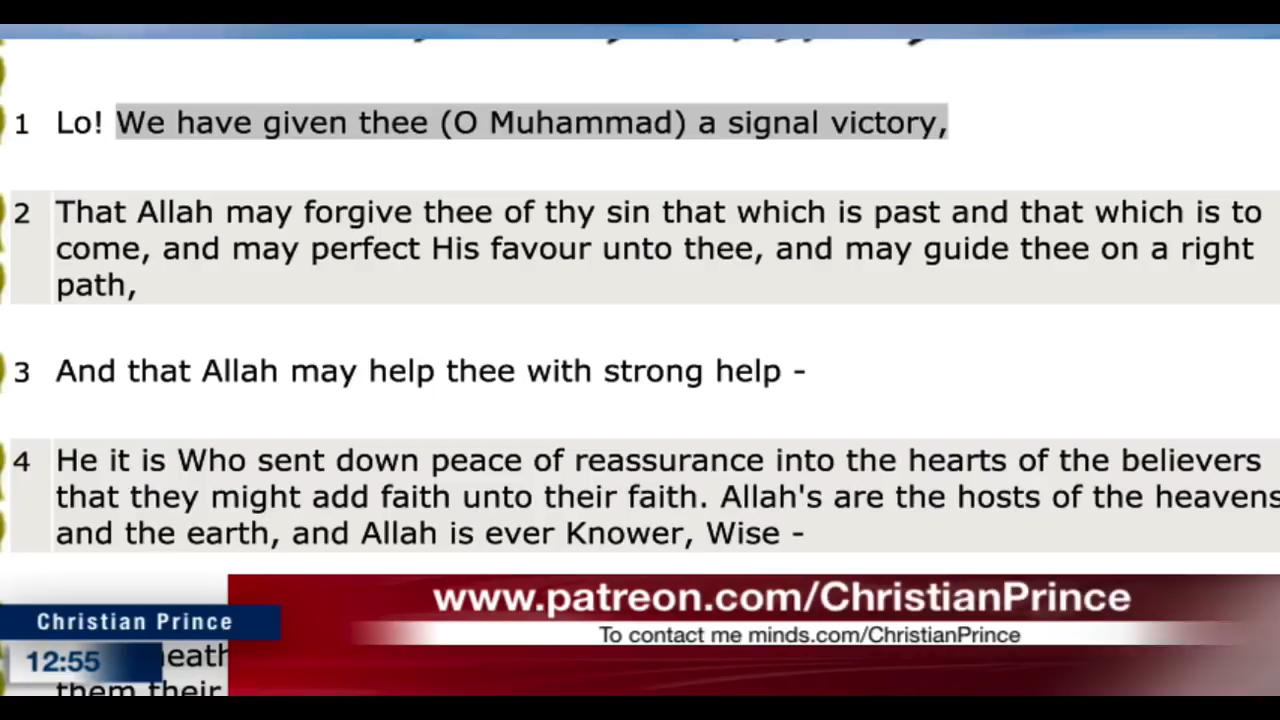 1 Lo! We have given thee (O Muhammad) a signal victory,
2 That Allah may forgive thee of thy sin that which is past and that which is to
come, and may perfect His favour unto thee, and may guide thee on a right
path,
3 And that Allah may help thee with strong help -
4 He it is Who sent down peace of reassurance into the hearts of the believers
that they might add faith unto their faith. Allah's are the hosts of the heavens
and the earth, and Allah is ever Knower, Wise -
www.patreon.com/ChristianPrince
Christian Prince
To contact me minds.com/ChristianPrince
12:55
them their